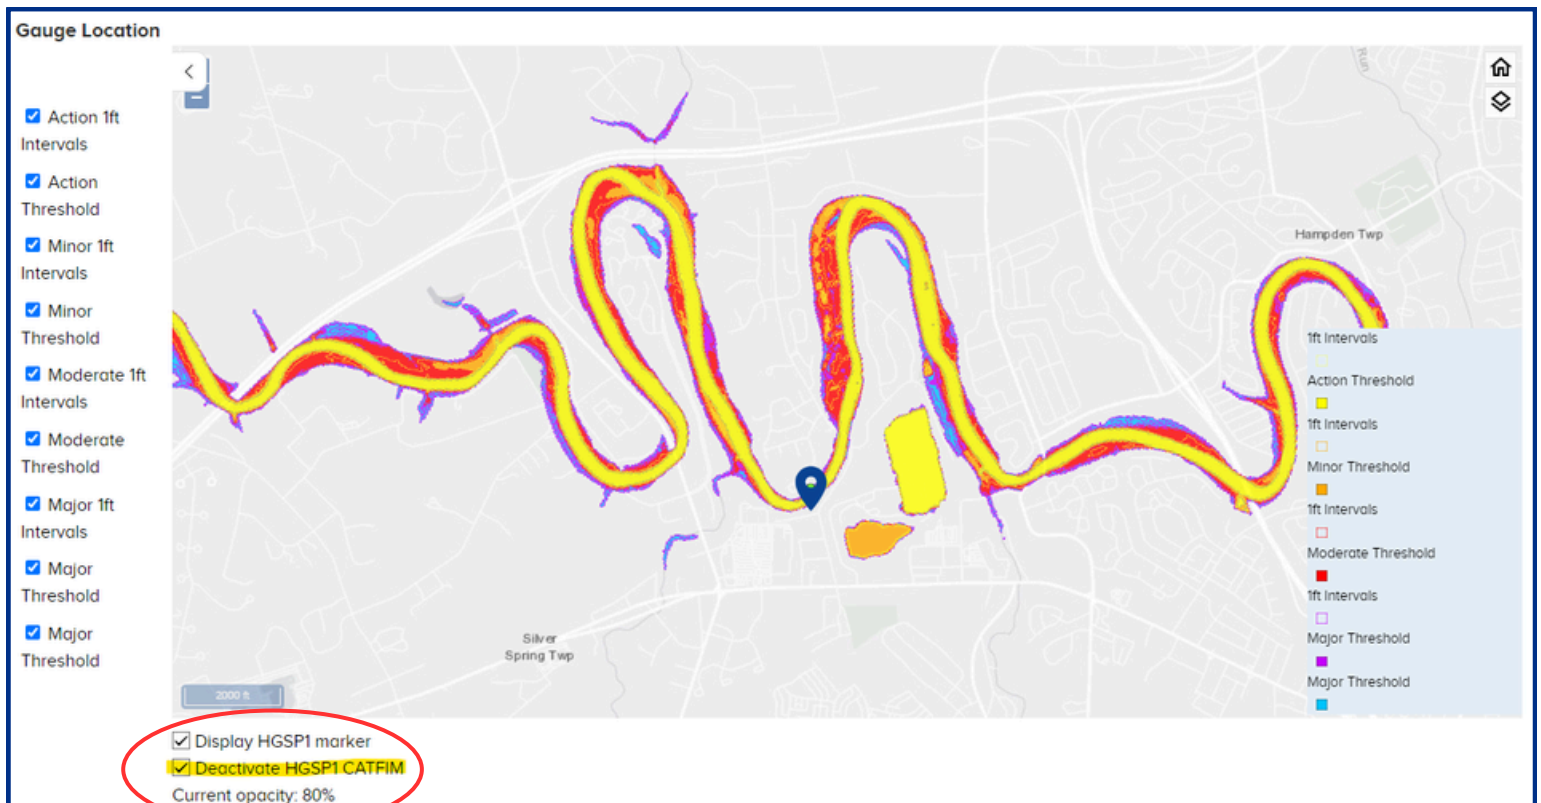 Gauge Location
Action 1ft
Intervals
Action
Threshold
Minor 1ft
Intervals
Minor
Threshold
Moderate 1ft
Intervals
Moderate
Threshold
Major 1ft
Intervals
Major
Threshold
Major
Threshold
Run
Hampden Twp
Silver
Spring Twp
2000 ft
1ft Intervals
Action Threshold
1ft Intervals
Minor Threshold
1ft Intervals
Moderate Threshold
1ft Intervals
Major Threshold
Major Threshold
Display HGSP1 marker
Deactivate HGSP1 CATFIM
Current opacity: 80%